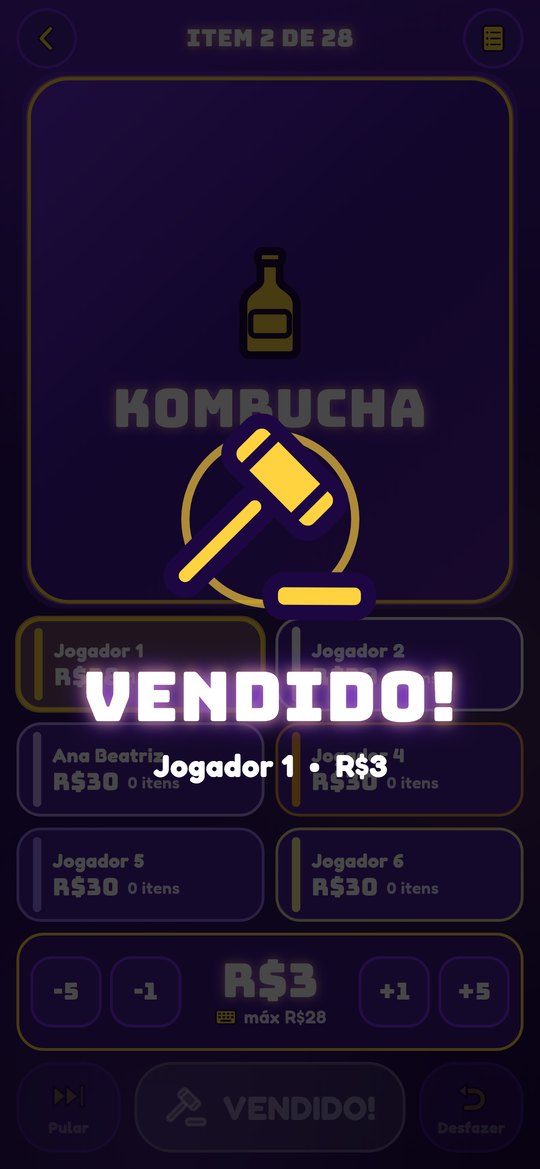 ITEM 2 DE 28
KOMBUCHA
Jogador 1
R$
Jogador 2
VENDIDO!
Ana Beatriz
R$30 0 itens
Jogador 4
R$30 0 itens
Jogador 1 • R$3
Jogador 5
R$30 0 itens
Jogador 6
R$30 0 itens
-5
-1
R$3
máx R$28
+1
+5
Pular
VENDIDO!
Desfazer